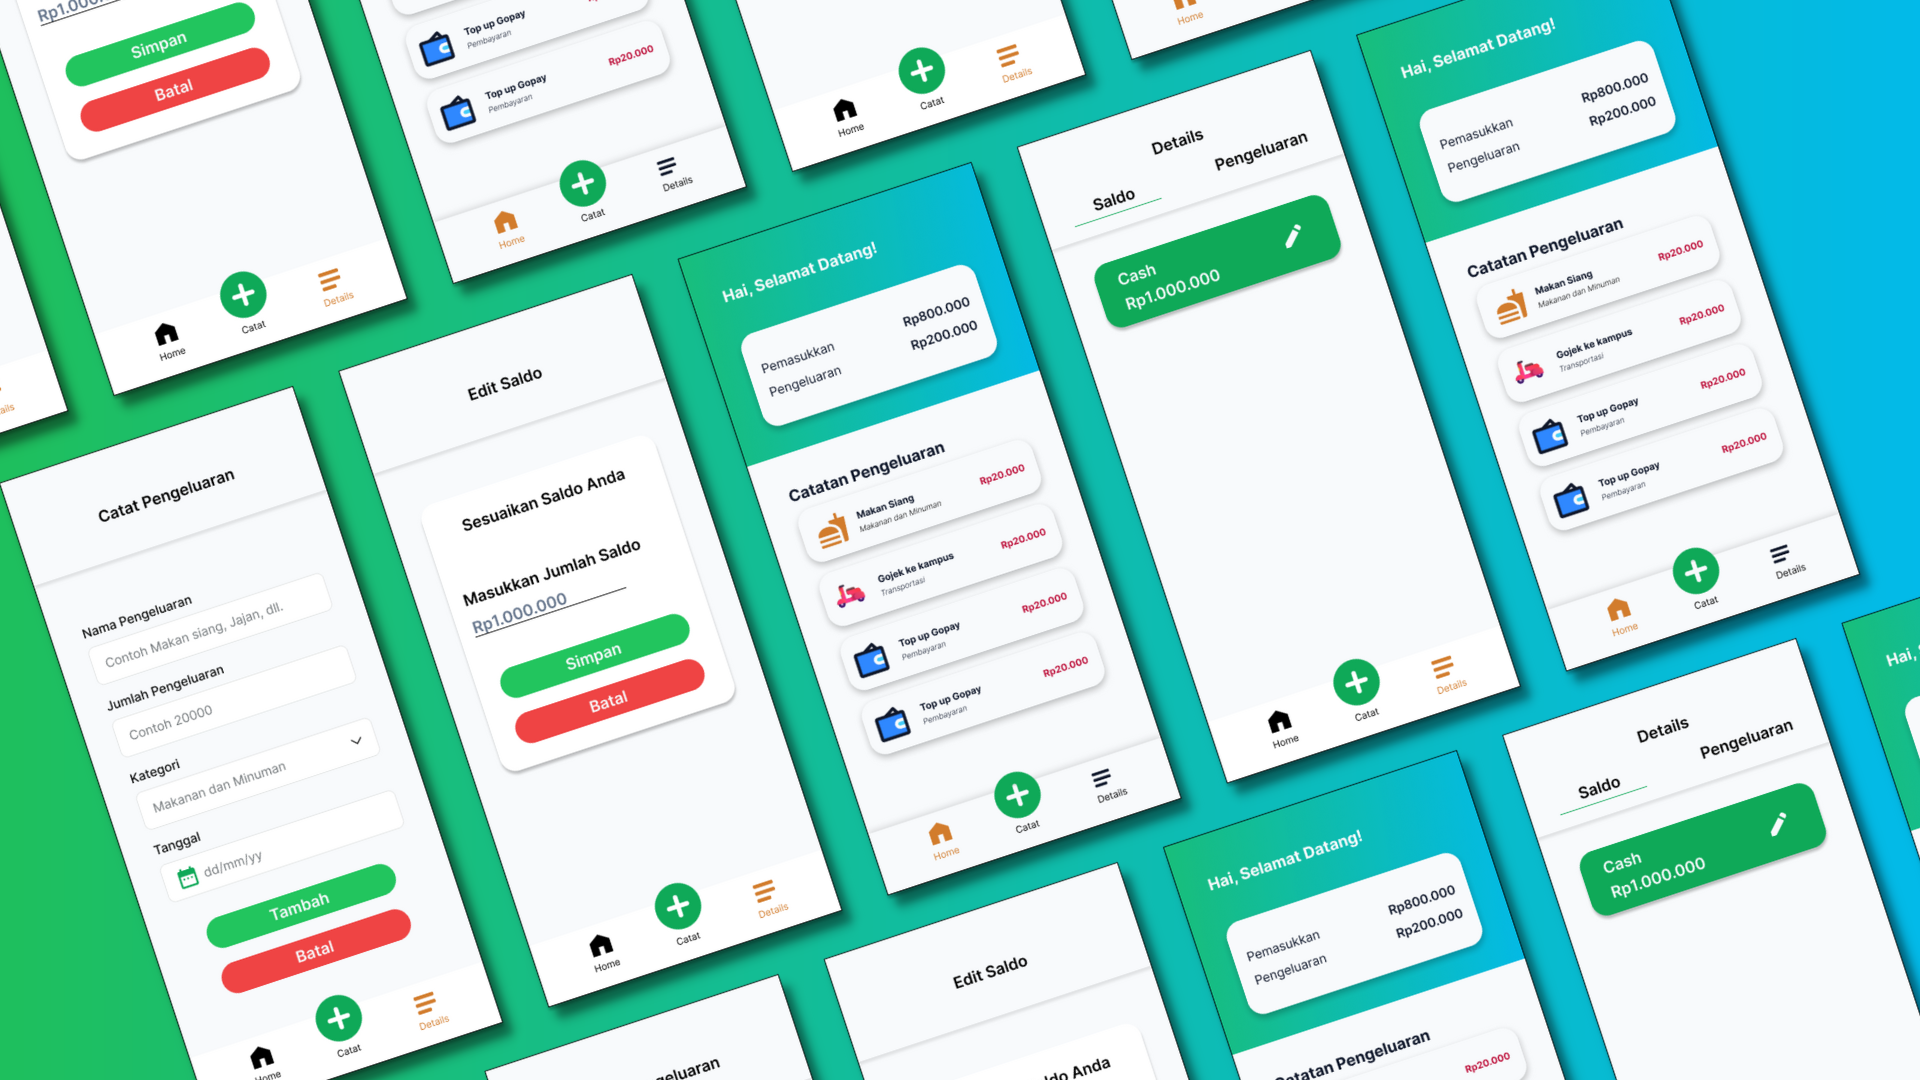 Rp1.000.
Simpan
Batal
Home
Catat
Details
Top up Gopay
Pembayaran
Top up Gopay
Pembayaran
Rp20.000
Home
Catat
Details
Home
Catat
Details
Home
Catat Pengeluaran
Nama Pengeluaran
Contoh Makan siang, Jajan, dll.
Jumlah Pengeluaran
Contoh 20000
Kategori
Makanan dan Minuman
Tanggal
dd/mm/yy
Tambah
Batal
Home
Catat
Details
Edit Saldo
Sesuaikan Saldo Anda
Masukkan Jumlah Saldo
Rp1.000.000
Simpan
Batal
Home
Catat
Details
Hai, Selamat Datang!
Pemasukkan Rp800.000
Pengeluaran Rp200.000
Catatan Pengeluaran
Makan Siang
Makanan dan Minuman
Rp20.000
Gojek ke kampus
Transportasi
Rp20.000
Top up Gopay
Pembayaran
Rp20.000
Top up Gopay
Pembayaran
Rp20.000
Home
Catat
Details
Details
Saldo Pengeluaran
Cash
Rp1.000.000
Home
Catat
Details
Hai, Selamat Datang!
Pemasukkan Rp800.000
Pengeluaran Rp200.000
Catatan Pengeluaran
Makan Siang
Makanan dan Minuman
Rp20.000
Gojek ke kampus
Transportasi
Rp20.000
Top up Gopay
Pembayaran
Rp20.000
Top up Gopay
Pembayaran
Rp20.000
Home
Catat
Details
eluaran
Edit Saldo
do Anda
Hai, Selamat Datang!
Pemasukkan Rp800.000
Pengeluaran Rp200.000
Catatan Pengeluaran
Rp20.000
Details
Saldo Pengeluaran
Cash
Rp1.000.000
Hai,